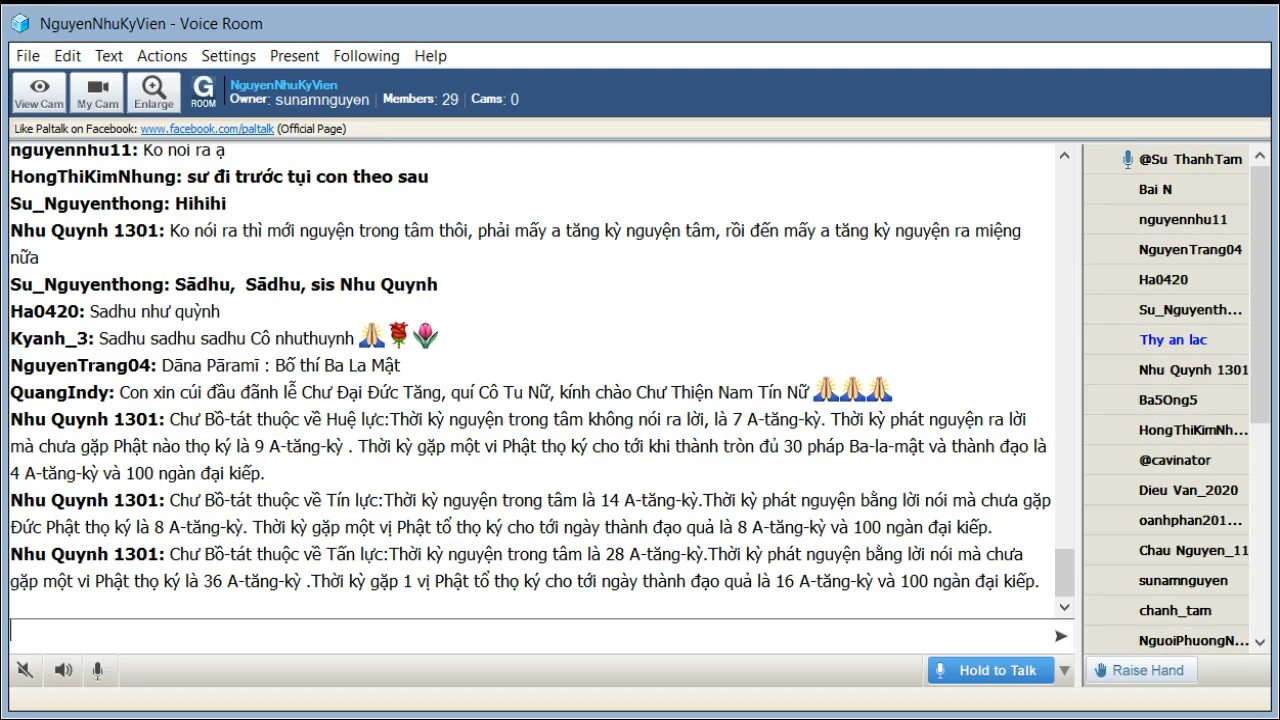 NguyenNhuKyVien - Voice Room
File Edit Text Actions Settings Present Following Help
View Cam My Cam Enlarge G ROOM
NguyenNhuKyVien
Owner: sunamnguyen | Members: 29 | Cams: 0
Like Paltalk on Facebook: www.facebook.com/paltalk (Official Page)
nguyennhu11: Ko nói ra ạ
HongThiKimNhung: sư đi trước tụi con theo sau
Su_Nguyenthong: Hihihi
Nhu Quynh 1301: Ko nói ra thì mới nguyện trong tâm thôi, phải mấy a tăng kỳ nguyện tâm, rồi đến mấy a tăng kỳ nguyện ra miệng
nữa
Su_Nguyenthong: Sādhu, Sādhu, sis Nhu Quynh
Ha0420: Sadhu như quỳnh
Kyanh_3: Sadhu sadhu sadhu Cô nhuthuynh 🙏🌹🌷
NguyenTrang04: Dāna Pāramī : Bố thí Ba La Mật
QuangIndy: Con xin cúi đầu đãnh lễ Chư Đại Đức Tăng, quí Cô Tu Nữ, kính chào Chư Thiện Nam Tín Nữ 🙏🙏🙏
Nhu Quynh 1301: Chư Bồ-tát thuộc về Huệ lực:Thời kỳ nguyện trong tâm không nói ra lời, là 7 A-tăng-kỳ. Thời kỳ phát nguyện ra lời
mà chưa gặp Phật nào thọ ký là 9 A-tăng-kỳ . Thời kỳ gặp một vi Phật thọ ký cho tới khi thành tròn đủ 30 pháp Ba-la-mật và thành đạo là
4 A-tăng-kỳ và 100 ngàn đại kiếp.
Nhu Quynh 1301: Chư Bồ-tát thuộc về Tín lực:Thời kỳ nguyện trong tâm là 14 A-tăng-kỳ.Thời kỳ phát nguyện bằng lời nói mà chưa gặp
Đức Phật thọ ký là 8 A-tăng-kỳ. Thời kỳ gặp một vị Phật tổ thọ ký cho tới ngày thành đạo quả là 8 A-tăng-kỳ và 100 ngàn đại kiếp.
Nhu Quynh 1301: Chư Bồ-tát thuộc về Tấn lực:Thời kỳ nguyện trong tâm là 28 A-tăng-kỳ.Thời kỳ phát nguyện bằng lời nói mà chưa
gặp một vi Phật thọ ký là 36 A-tăng-kỳ .Thời kỳ gặp 1 vị Phật tổ thọ ký cho tới ngày thành đạo quả là 16 A-tăng-kỳ và 100 ngàn đại kiếp.
Hold to Talk
@Su ThanhTam
Bai N
nguyennhu11
NguyenTrang04
Ha0420
Su_Nguyenth...
Thy an lac
Nhu Quynh 1301
Ba5Ong5
HongThiKimNh...
@cavinator
Dieu Van_2020
oanhphan201...
Chau Nguyen_11
sunamnguyen
chanh_tam
NguoiPhuongN...
Raise Hand